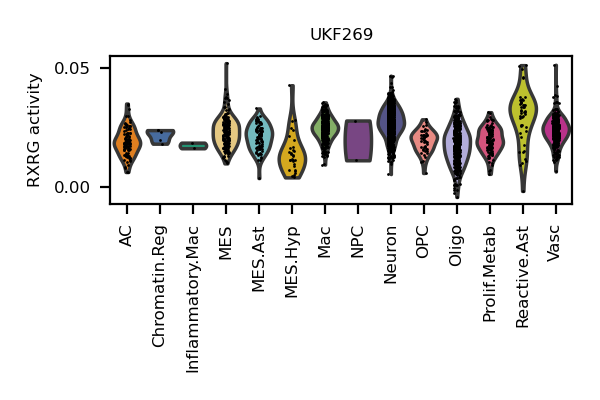 UKF269
RXRG activity
0.05
0.00
AC
Chromatin.Reg
Inflammatory.Mac
MES
MES.Ast
MES.Hyp
Mac
NPC
Neuron
OPC
Oligo
Prolif.Metab
Reactive.Ast
Vasc